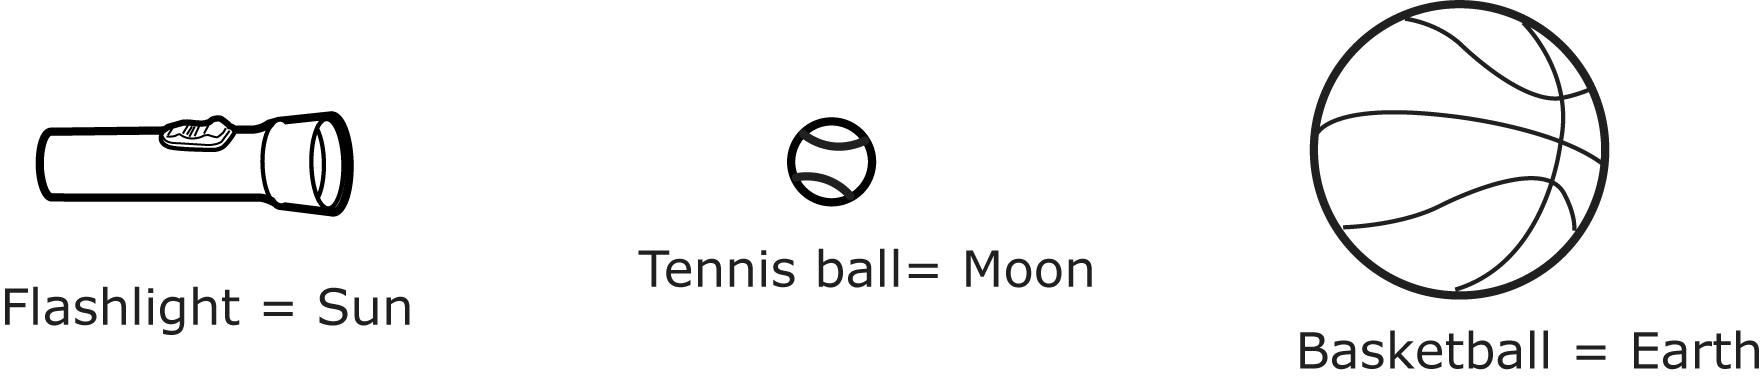 Flashlight = Sun
Tennis ball= Moon
Basketball = Earth